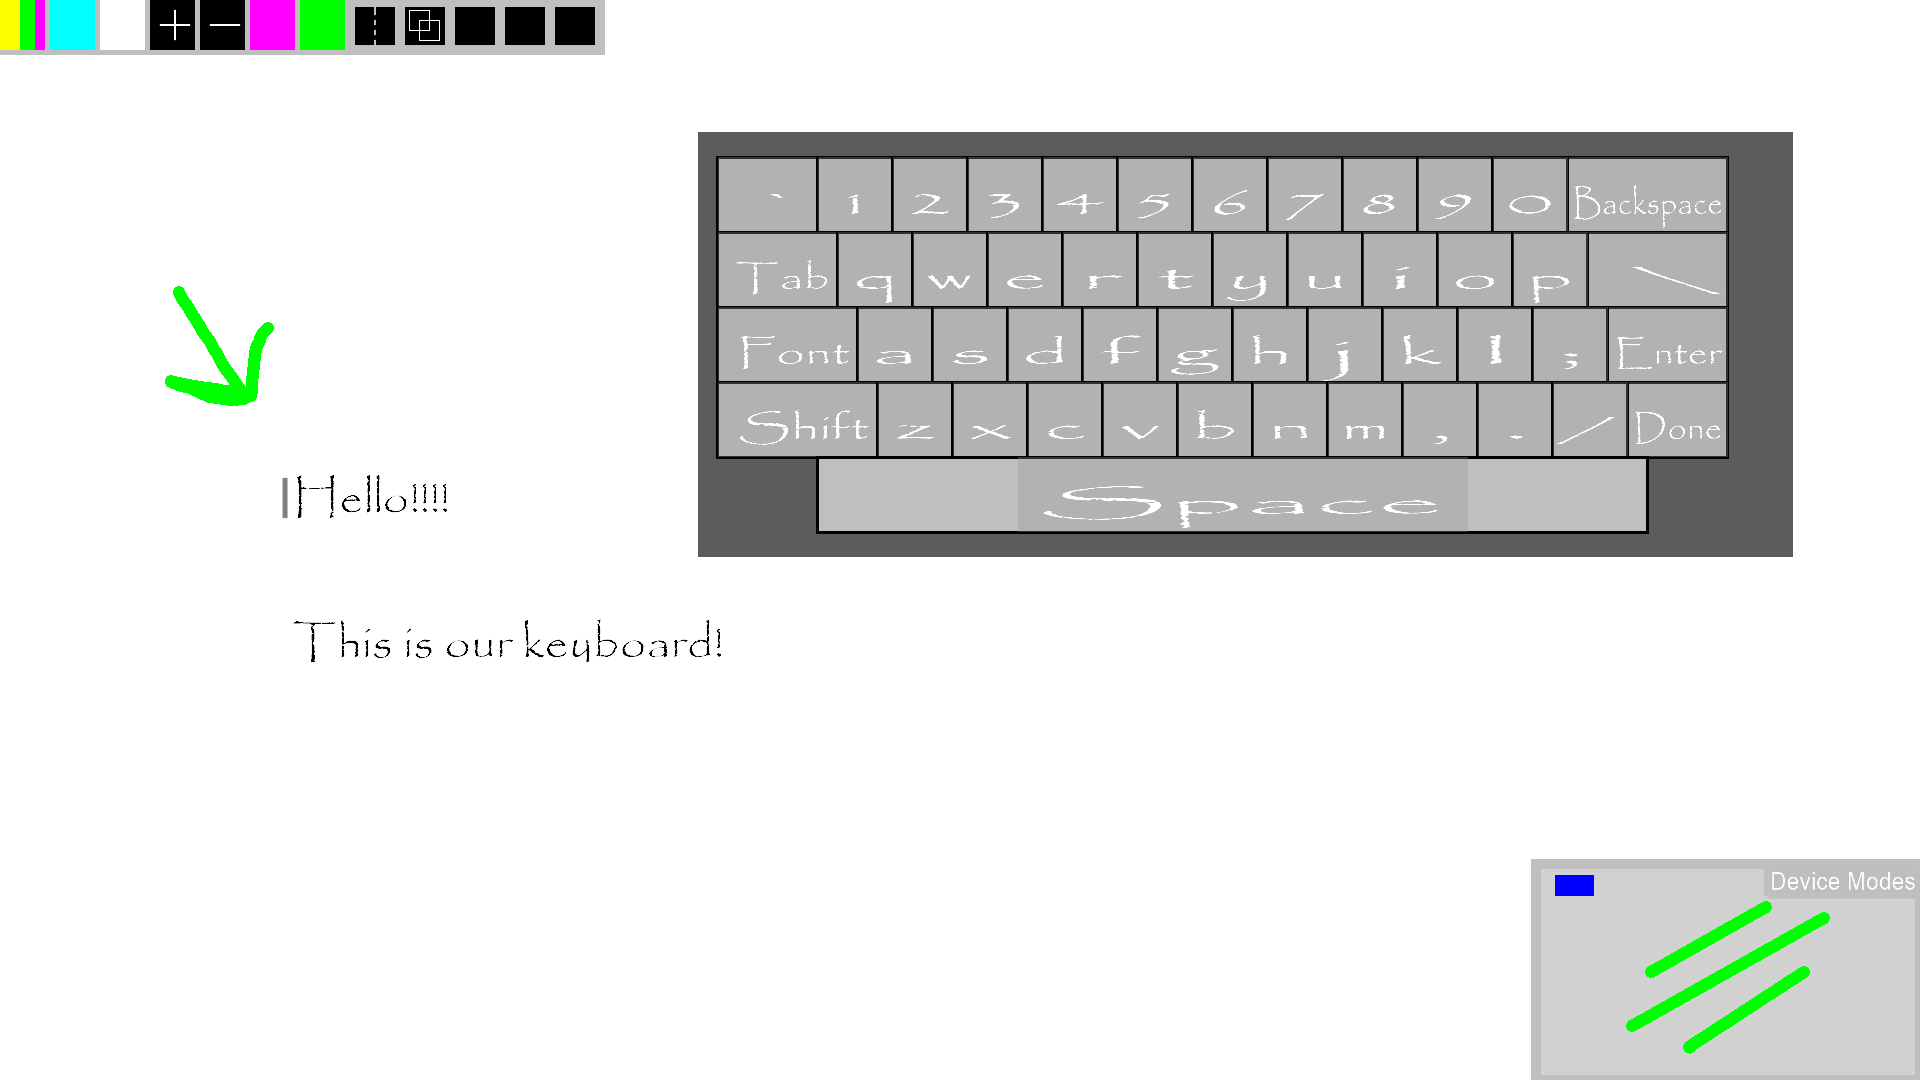 ` 1 2 3 4 5 6 7 8 9 0 Backspace
Tab q w e r t y u i o p \
Font a s d f g h j k l ; Enter
Shift z x c v b n m , . / Done
Space
Hello!!!!
This is our keyboard!
Device Modes